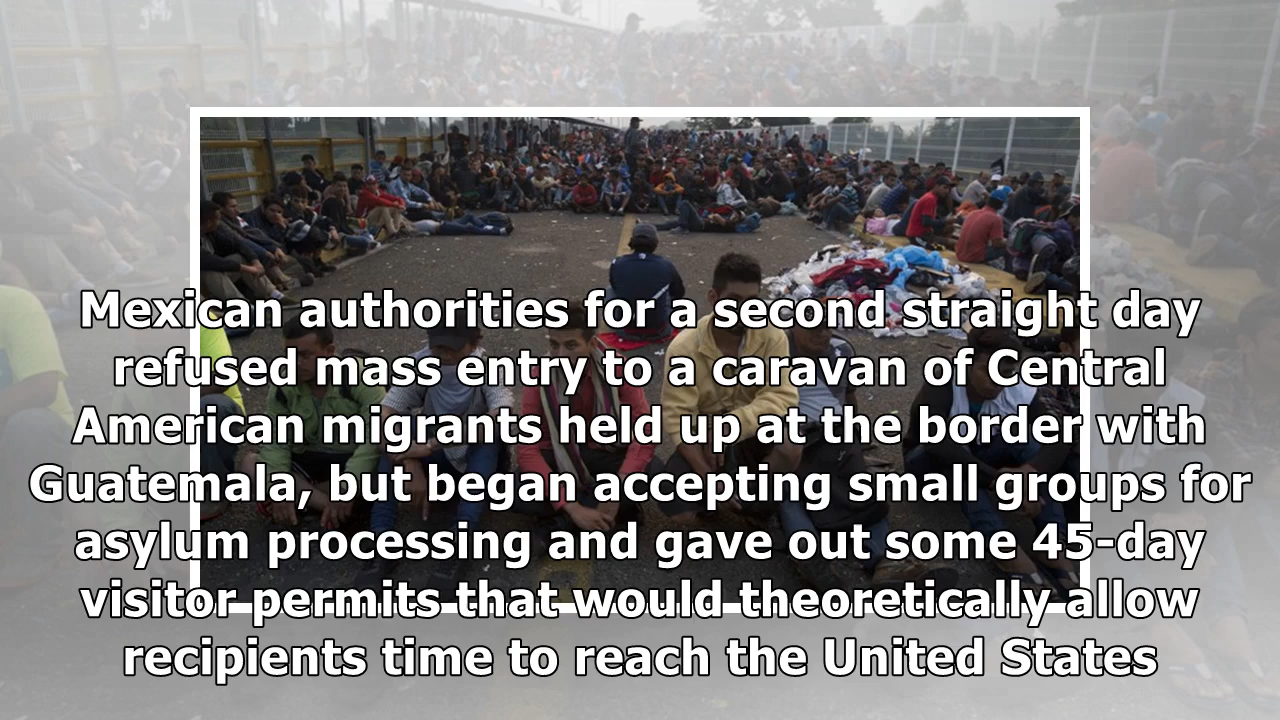 Mexican authorities for a second straight day
refused mass entry to a caravan of Central
American migrants held up at the border with
Guatemala, but began accepting small groups for
asylum processing and gave out some 45-day
visitor permits that would theoretically allow
recipients time to reach the United States